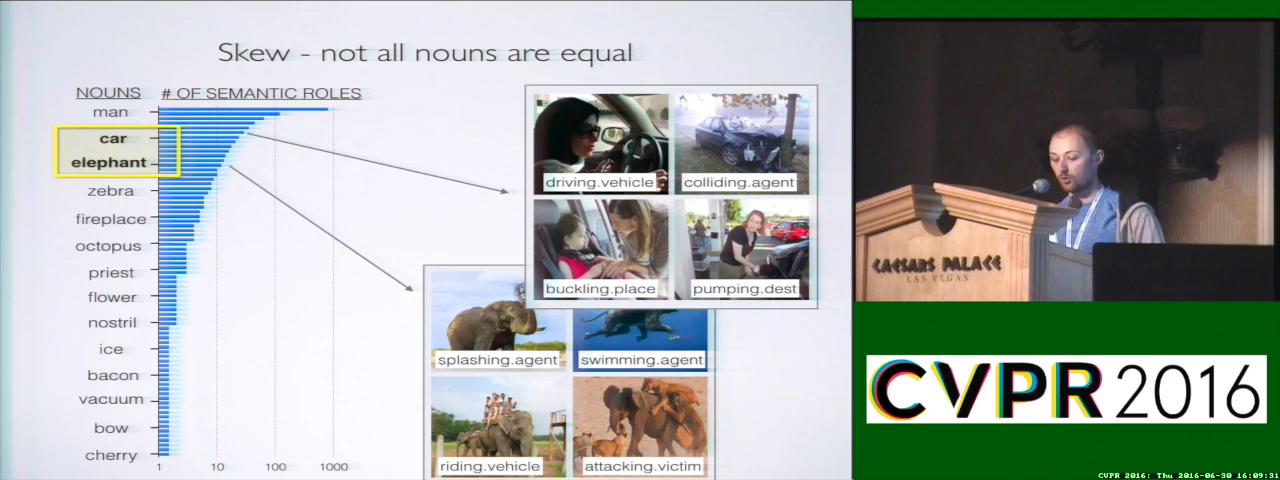 Skew - not all nouns are equal
NOUNS
# OF SEMANTIC ROLES
man
car
elephant
zebra
fireplace
octopus
priest
flower
nostril
ice
bacon
vacuum
bow
cherry
1
10
100
1000
driving.vehicle
colliding.agent
buckling.place
pumping.dest
splashing.agent
swimming.agent
riding.vehicle
attacking.victim
CAESARS PALACE
LAS VEGAS
CVPR 2016
CVPR 2016: Thu 2016-06-30 16:09:31